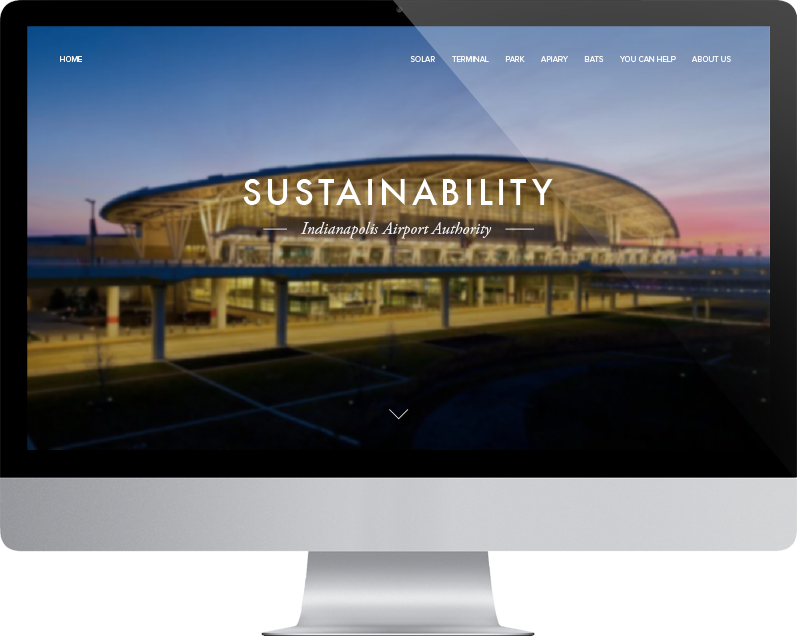 HOME SOLAR TERMINAL PARK APIARY BATS YOU CAN HELP ABOUT US
SUSTAINABILITY
Indianapolis Airport Authority